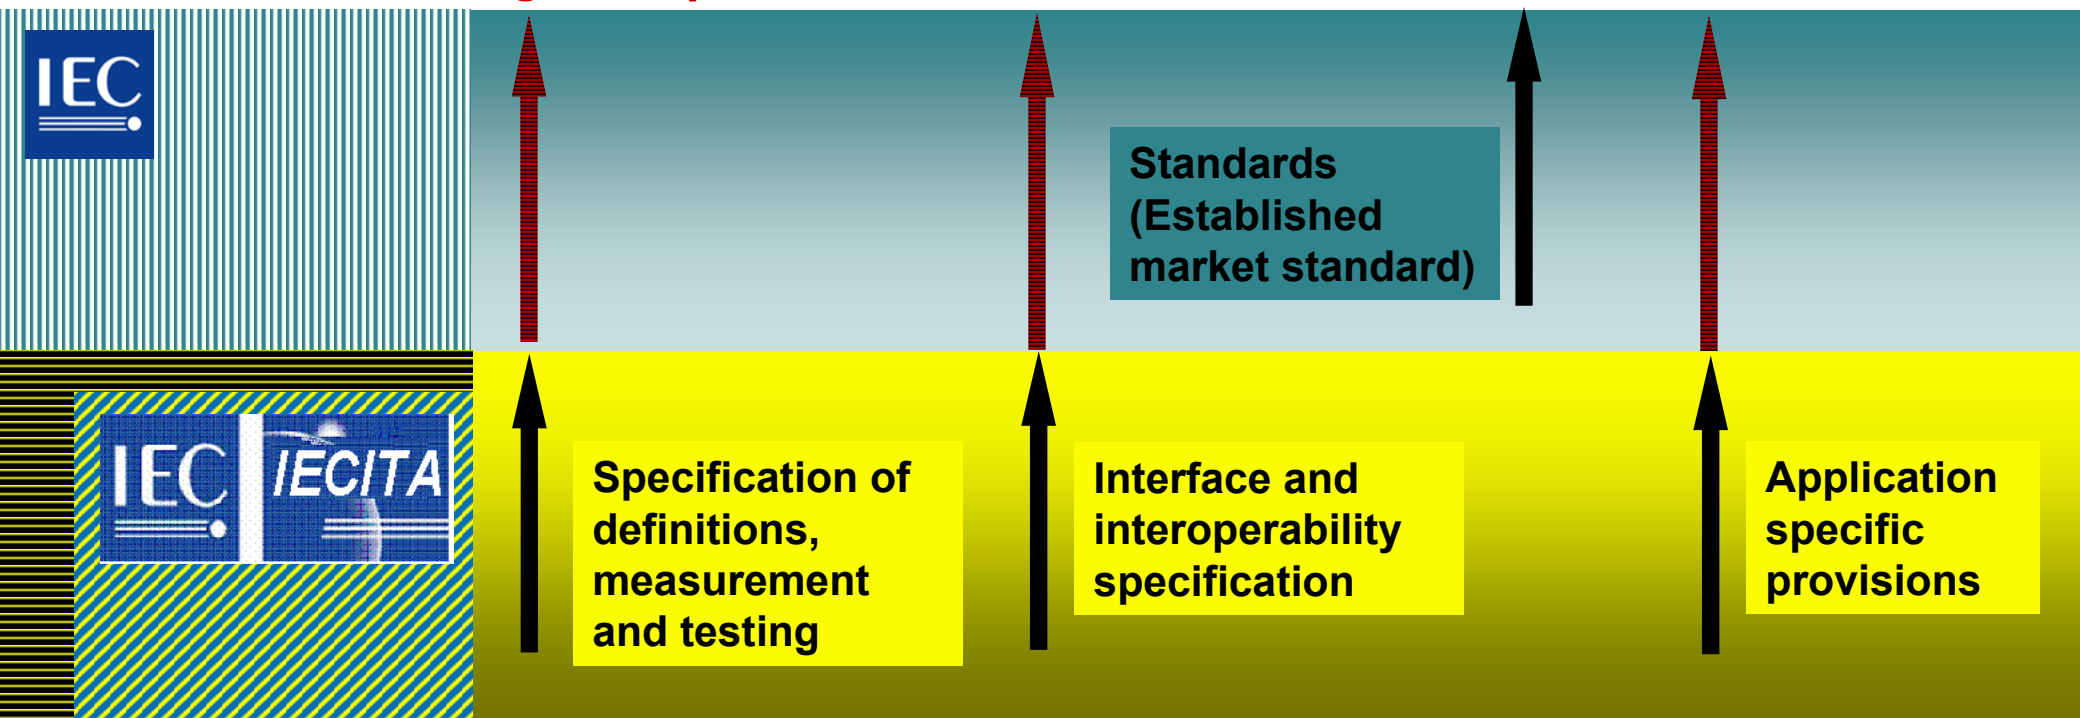 IEC
Standards
(Established
market standard)
IEC IECITA
Specification of
definitions,
measurement
and testing
Interface and
interoperability
specification
Application
specific
provisions